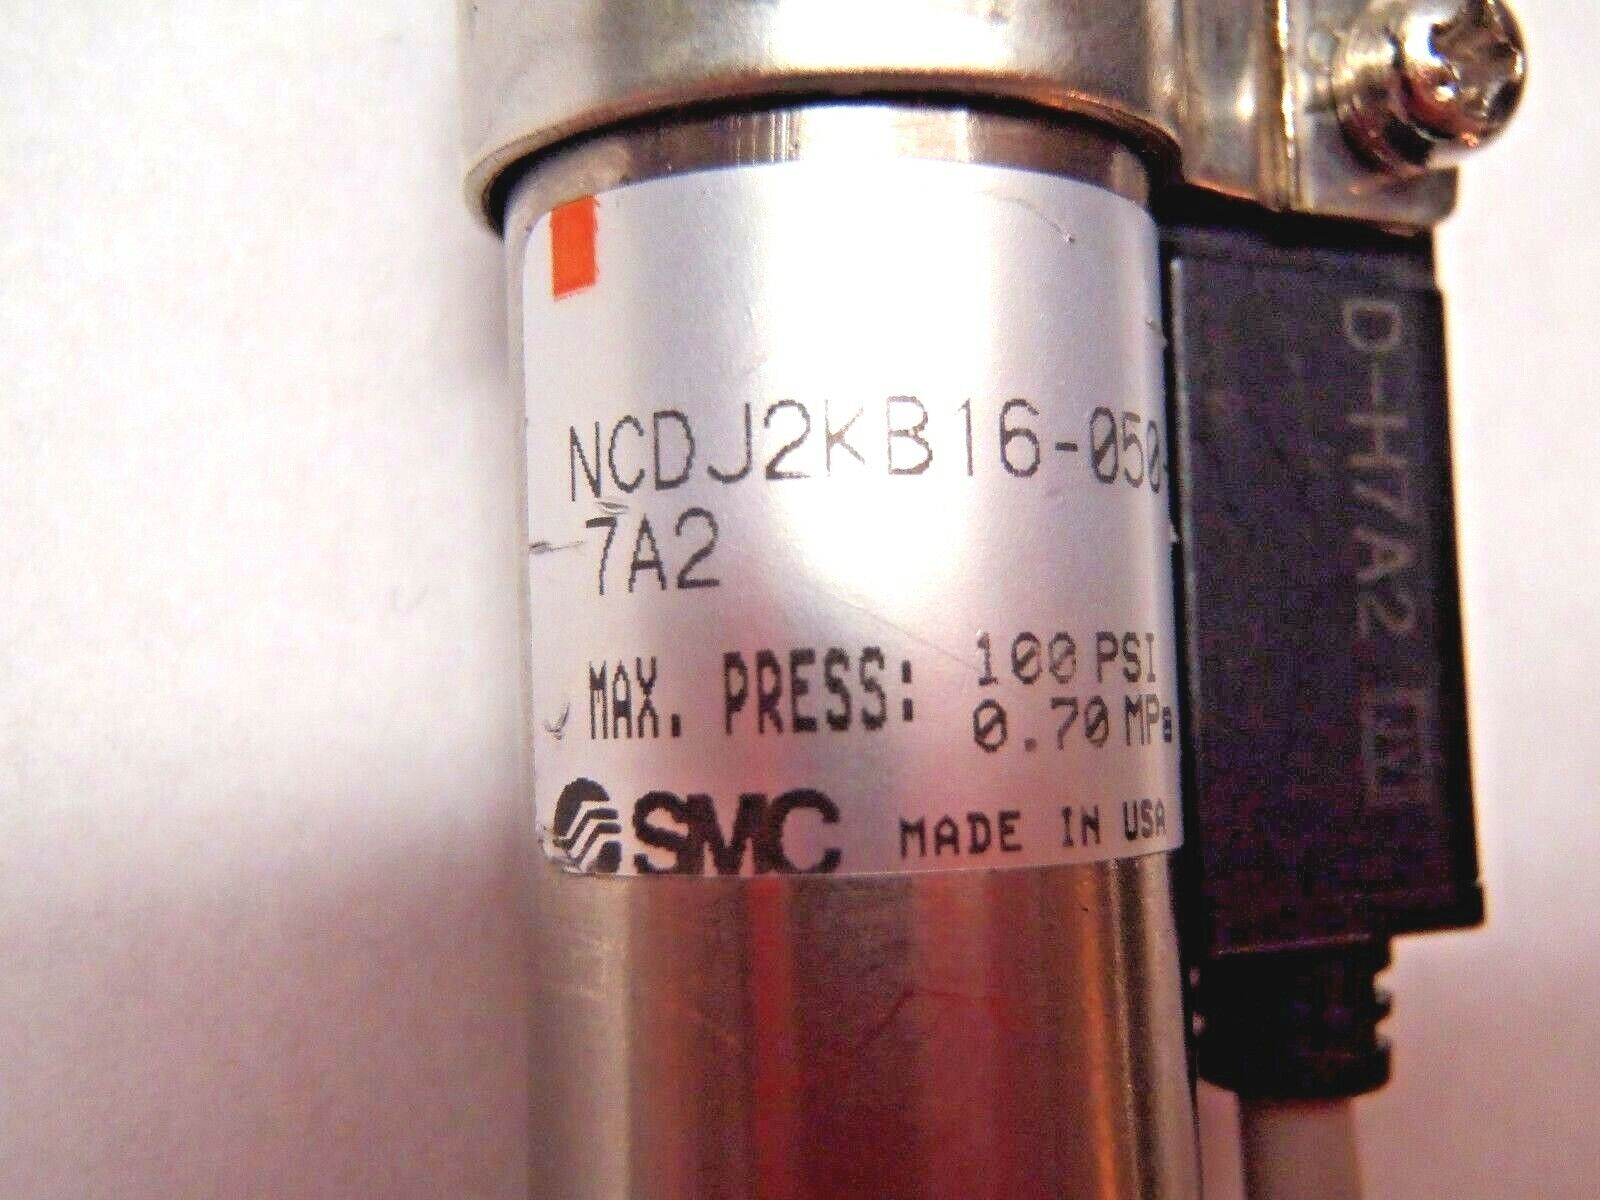 NCDJ2KB16-050-
7A2
MAX. PRESS: 100 PSI
0.70 MPa
SMC MADE IN USA
D-H7A2